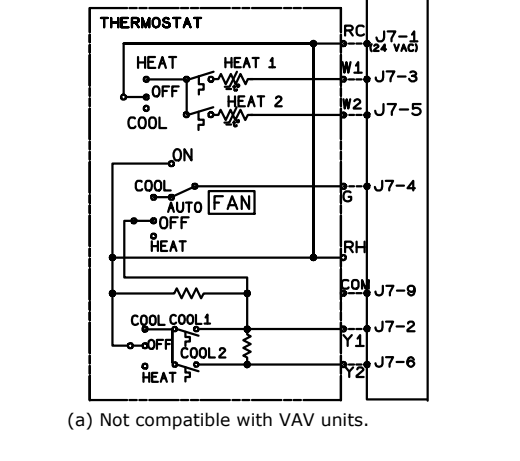 THERMOSTAT
RC J7-1
(24 VAC)
HEAT HEAT 1
W1 J7-3
OFF
HEAT 2
W2 J7-5
COOL
ON
COOL
J7-4
AUTO FAN G
OFF
HEAT
RH
COM J7-9
COOL COOL1
J7-2
OFF Y1
COOL2
J7-6
HEAT Y2
(a) Not compatible with VAV units.